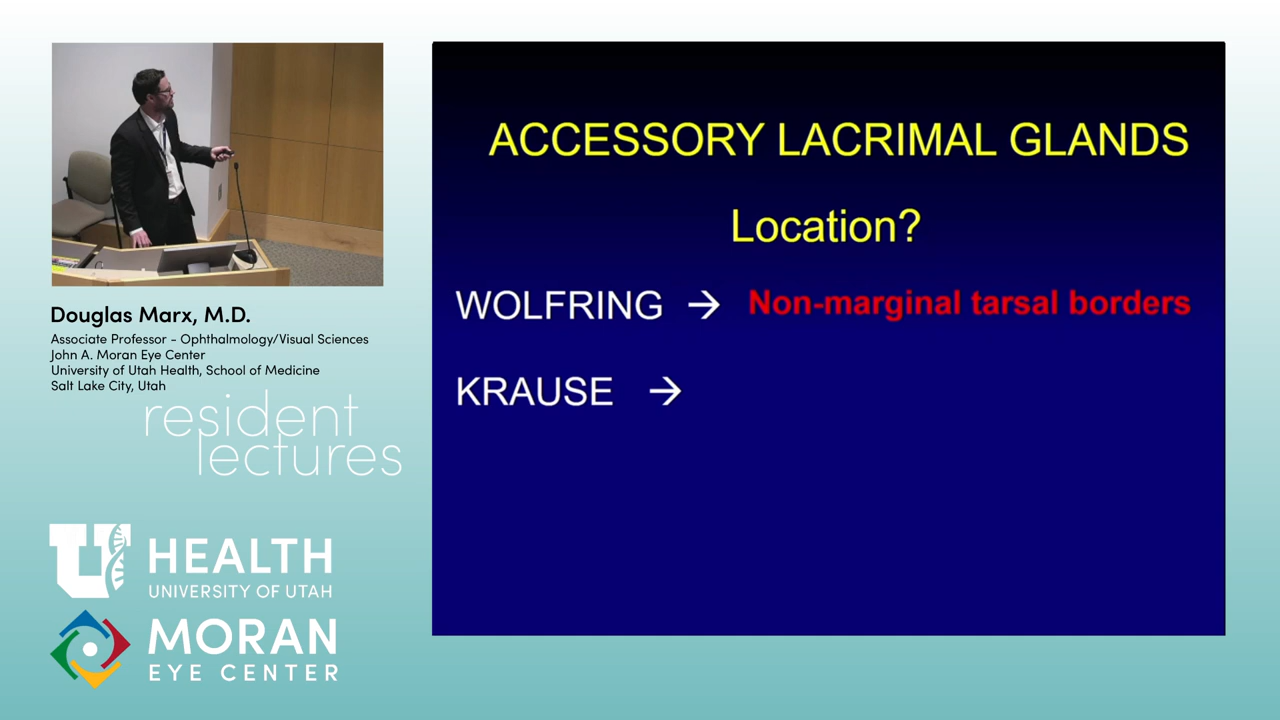 ACCESSORY LACRIMAL GLANDS
Location?
WOLFRING → Non-marginal tarsal borders
KRAUSE →
Douglas Marx, M.D.
Associate Professor - Ophthalmology/Visual Sciences
John A. Moran Eye Center
University of Utah Health, School of Medicine
Salt Lake City, Utah
resident
lectures
U HEALTH
UNIVERSITY OF UTAH
MORAN
EYE CENTER